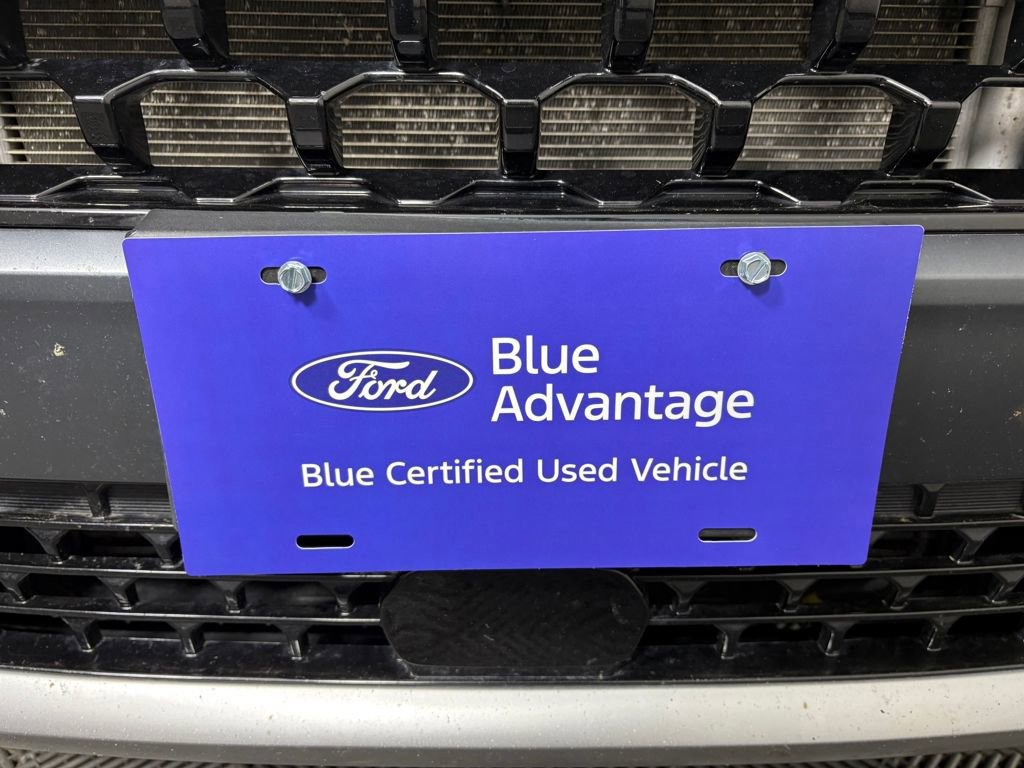 Ford
Blue
Advantage
Blue Certified Used Vehicle